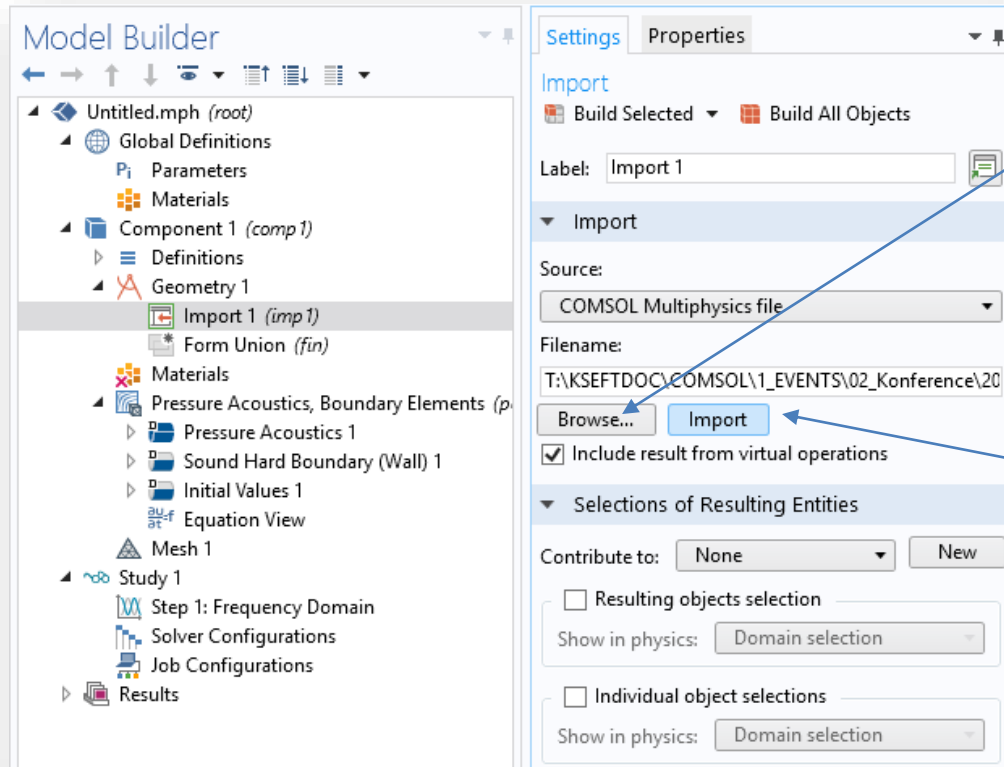 Model Builder
Untitled.mph (root)
Global Definitions
Pi Parameters
Materials
Component 1 (comp1)
Definitions
Geometry 1
Import 1 (imp1)
Form Union (fin)
Materials
Pressure Acoustics, Boundary Elements (p
Pressure Acoustics 1
Sound Hard Boundary (Wall) 1
Initial Values 1
Equation View
Mesh 1
Study 1
Step 1: Frequency Domain
Solver Configurations
Job Configurations
Results
Settings Properties
Import
Build Selected Build All Objects
Label: Import 1
Import
Source:
COMSOL Multiphysics file
Filename:
T:\KSEFTDOC\COMSOL\1_EVENTS\02_Konference\20
Browse... Import
Include result from virtual operations
Selections of Resulting Entities
Contribute to: None New
Resulting objects selection
Show in physics: Domain selection
Individual object selections
Show in physics: Domain selection